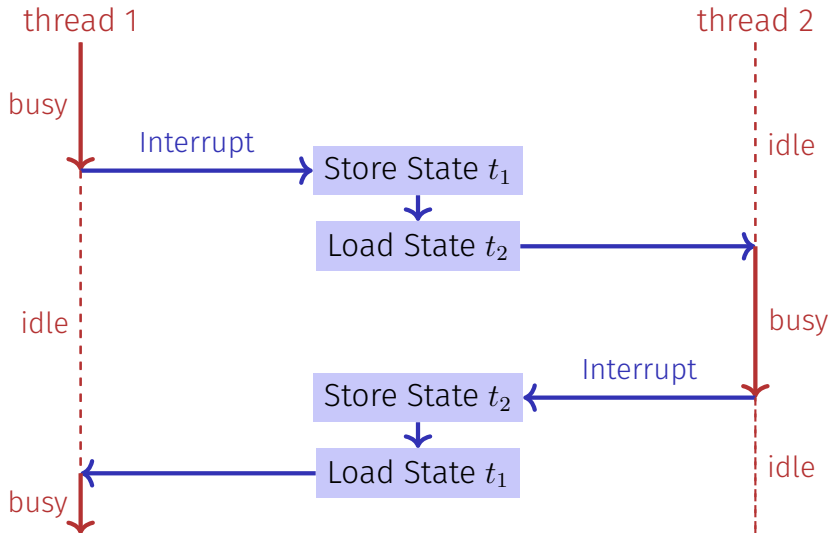 thread 1
thread 2
busy
Interrupt
idle
Store State t₁
Load State t₂
idle
busy
Interrupt
Store State t₂
Load State t₁
idle
busy